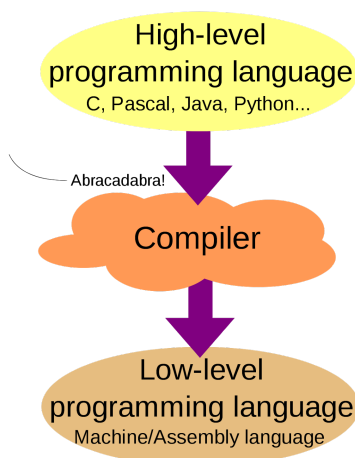 High-level
programming language
C, Pascal, Java, Python...
Abracadabra!
Compiler
Low-level
programming language
Machine/Assembly language